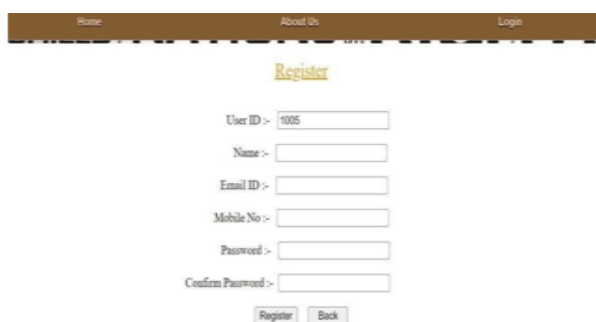 Home About Us Login
Register
User ID :- 1005
Name :-
Email ID :-
Mobile No :-
Password :-
Confirm Password :-
Register Back